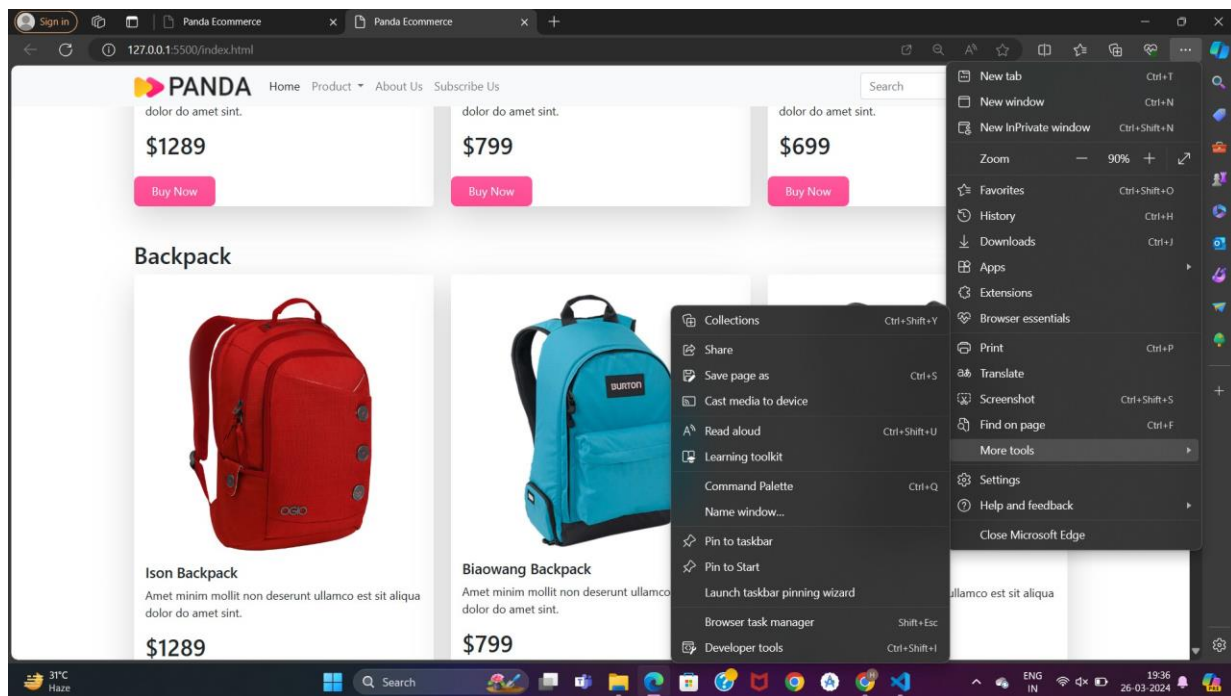 Sign in
Panda Ecommerce
Panda Ecommerce
127.0.0.1:5500/index.html
PANDA Home Product About Us Subscribe Us Search
dolor do amet sint.
dolor do amet sint.
dolor do amet sint.
$1289
$799
$699
Buy Now
Buy Now
Buy Now
Backpack
BURTON
OGIO
Ison Backpack
Amet minim mollit non deserunt ullamco est sit aliqua
dolor do amet sint.
$1289
Biaowang Backpack
Amet minim mollit non deserunt ullamco
dolor do amet sint.
$799
ullamco est sit aliqua
New tab Ctrl+T
New window Ctrl+N
New InPrivate window Ctrl+Shift+N
Zoom 90%
Favorites Ctrl+Shift+O
History Ctrl+H
Downloads Ctrl+J
Apps
Extensions
Browser essentials
Print Ctrl+P
Translate
Screenshot Ctrl+Shift+S
Find on page Ctrl+F
More tools
Settings
Help and feedback
Close Microsoft Edge
Collections Ctrl+Shift+Y
Share
Save page as Ctrl+S
Cast media to device
Read aloud Ctrl+Shift+U
Learning toolkit
Command Palette Ctrl+Q
Name window...
Pin to taskbar
Pin to Start
Launch taskbar pinning wizard
Browser task manager Shift+Esc
Developer tools Ctrl+Shift+I
31°C
Haze
Search
ENG
IN
19:36
26-03-2024